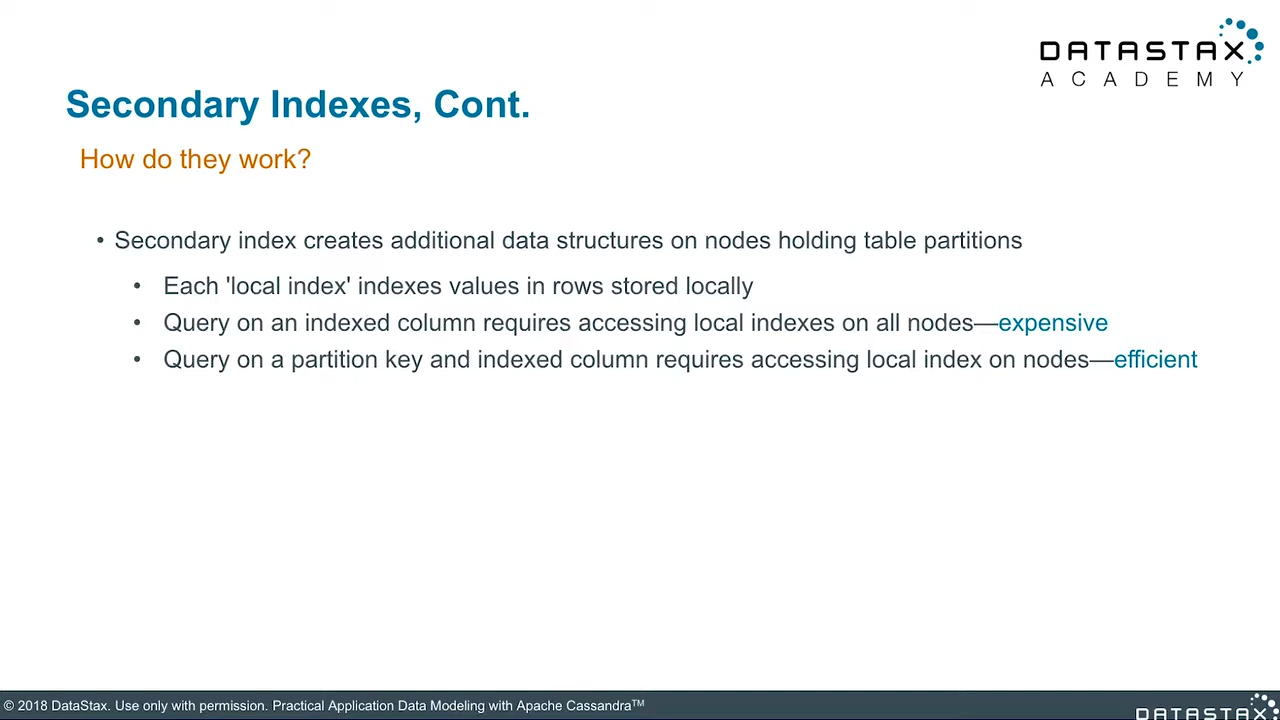 DATASTAX
ACADEMY
Secondary Indexes, Cont.
How do they work?
• Secondary index creates additional data structures on nodes holding table partitions
• Each 'local index' indexes values in rows stored locally
• Query on an indexed column requires accessing local indexes on all nodes—expensive
• Query on a partition key and indexed column requires accessing local index on nodes—efficient
© 2018 DataStax. Use only with permission. Practical Application Data Modeling with Apache Cassandra™
DATASTAX